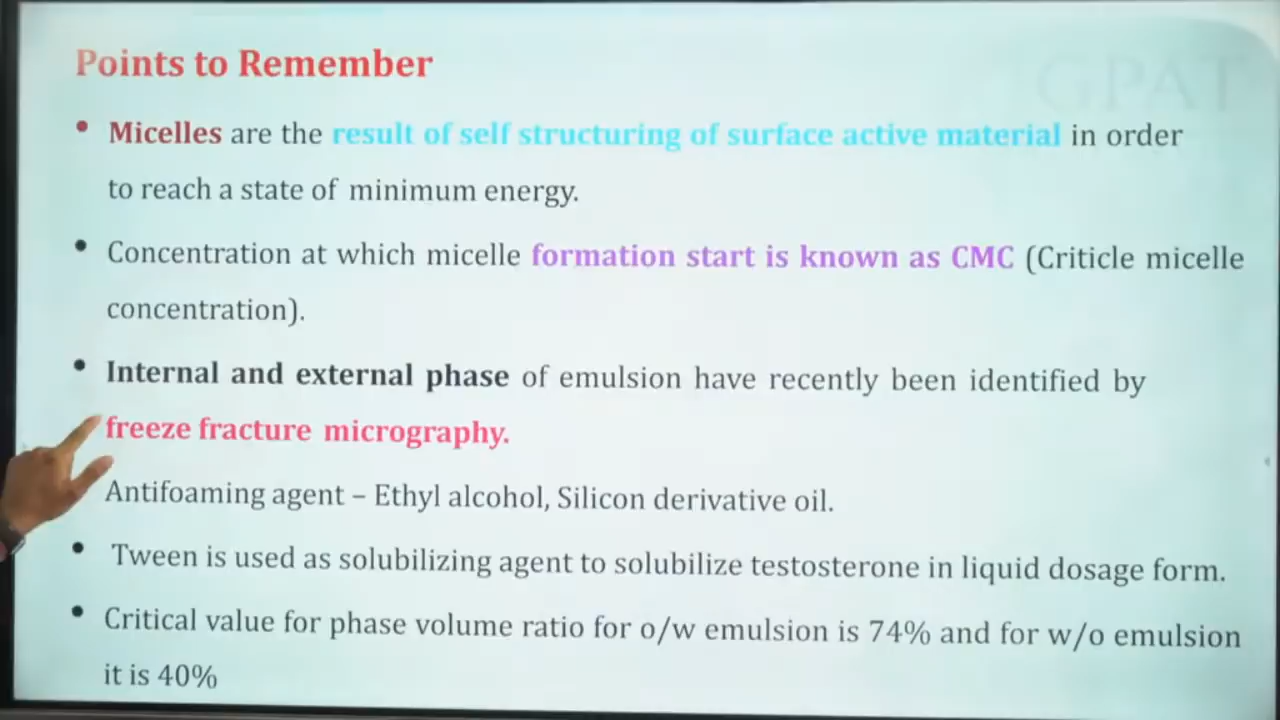 GPAT
Points to Remember
• Micelles are the result of self structuring of surface active material in order
to reach a state of minimum energy.
• Concentration at which micelle formation start is known as CMC (Criticle micelle
concentration).
• Internal and external phase of emulsion have recently been identified by
freeze fracture micrography.
Antifoaming agent – Ethyl alcohol, Silicon derivative oil.
• Tween is used as solubilizing agent to solubilize testosterone in liquid dosage form.
• Critical value for phase volume ratio for o/w emulsion is 74% and for w/o emulsion
it is 40%